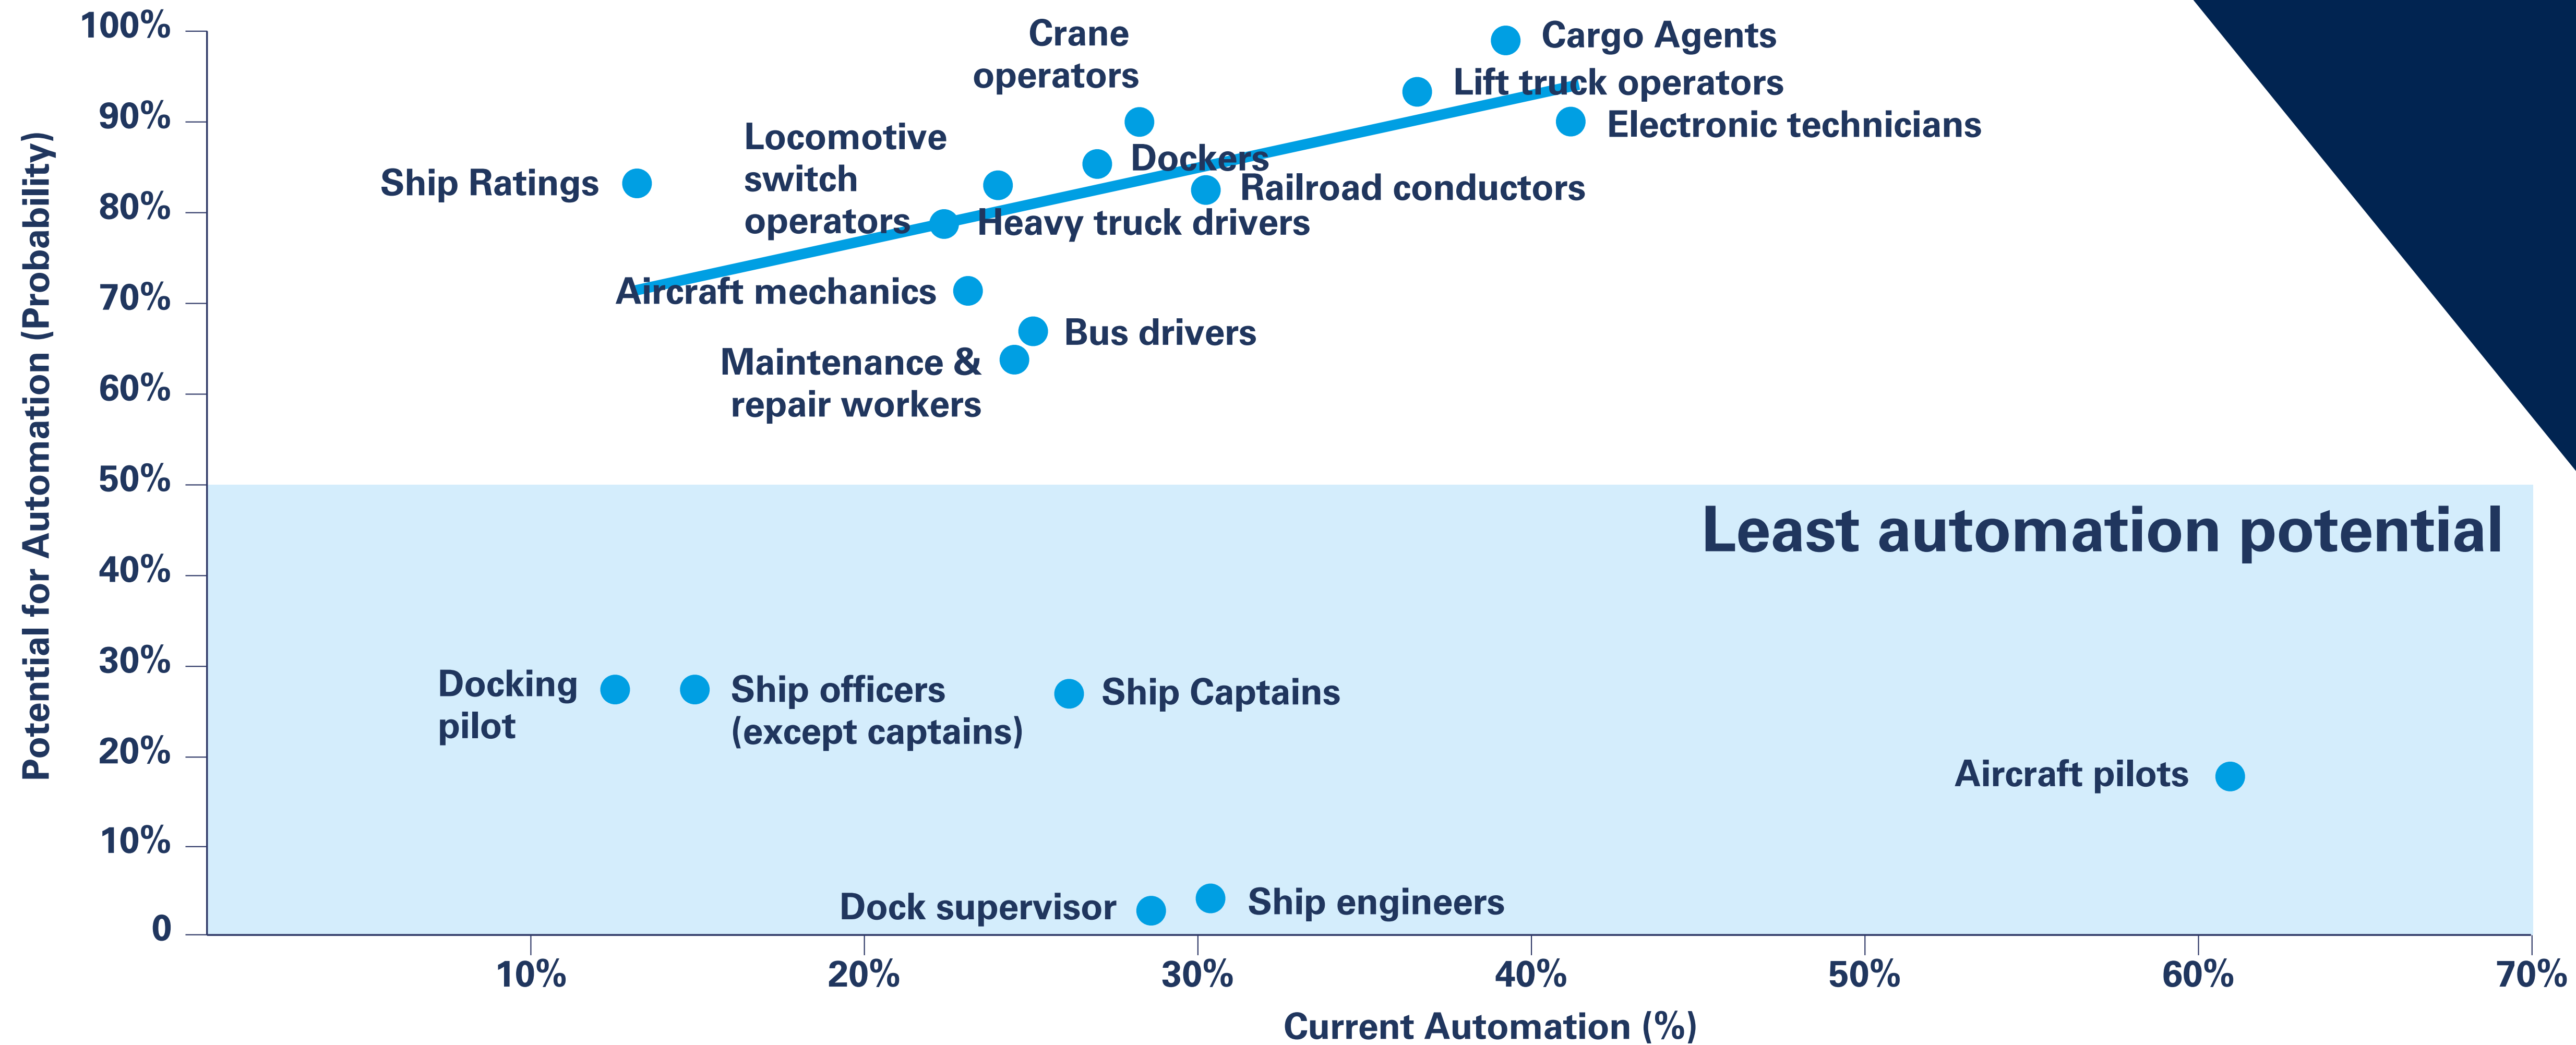 Potential for Automation (Probability)
100%
90%
80%
70%
60%
50%
40%
30%
20%
10%
0
Crane
operators
Cargo Agents
Lift truck operators
Electronic technicians
Locomotive
switch
operators
Dockers
Ship Ratings
Railroad conductors
Heavy truck drivers
Aircraft mechanics
Bus drivers
Maintenance &
repair workers
Least automation potential
Docking
pilot
Ship officers
(except captains)
Ship Captains
Aircraft pilots
Dock supervisor
Ship engineers
10%
20%
30%
40%
50%
60%
70%
Current Automation (%)